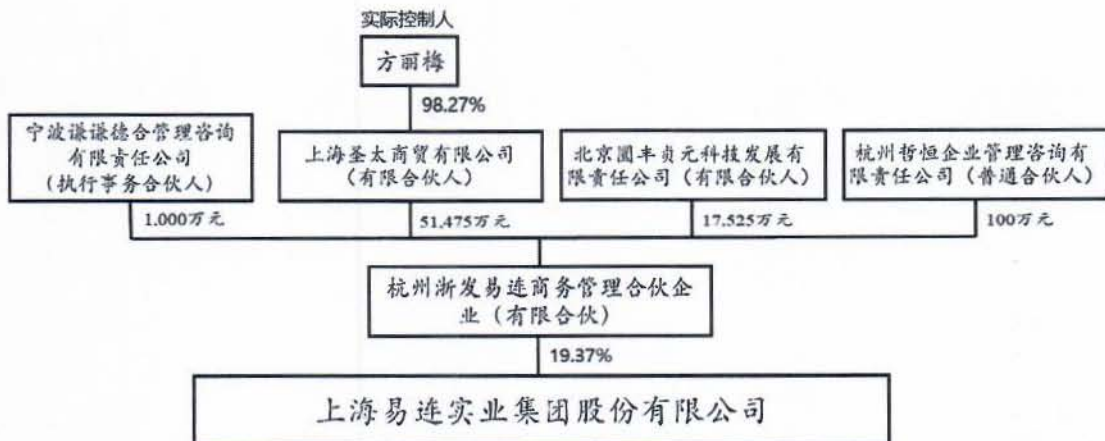 实际控制人
方丽梅
98.27%
宁波谦谦德合管理咨询
有限责任公司
(执行事务合伙人)
上海圣太商贸有限公司
(有限合伙人)
北京圃丰贞元科技发展有
限责任公司(有限合伙人)
杭州哲恒企业管理咨询有
限责任公司(普通合伙人)
1.000万元
51.475万元
17.525万元
100万元
杭州浙发易连商务管理合伙企
业(有限合伙)
19.37%
上海易连实业集团股份有限公司